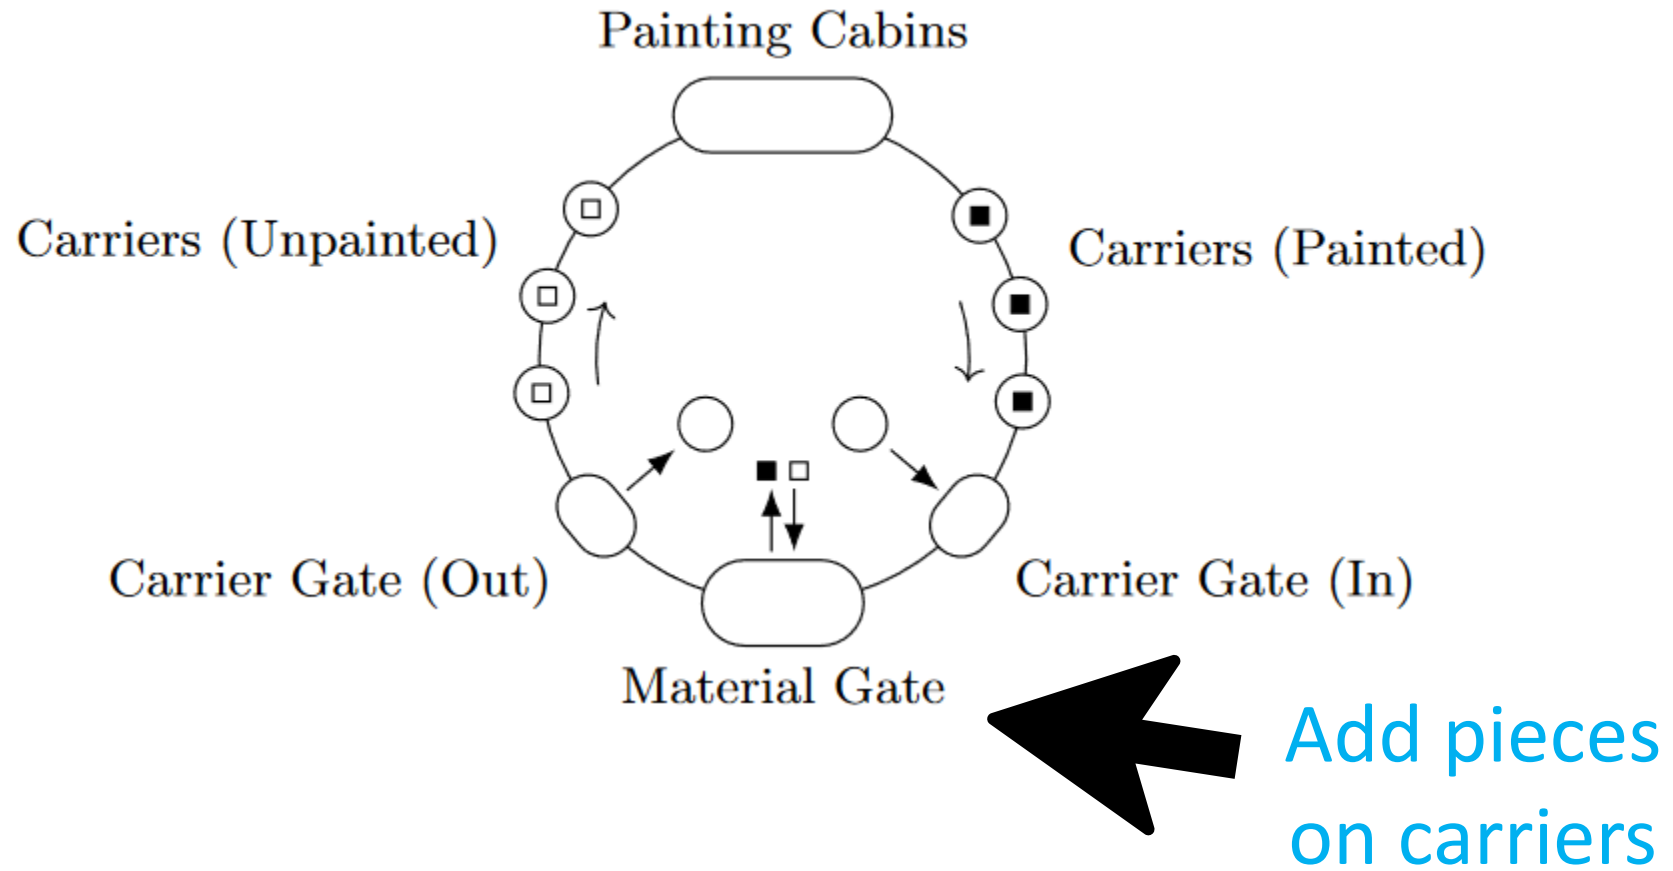 Painting Cabins
Carriers (Unpainted)
Carriers (Painted)
Carrier Gate (Out)
Carrier Gate (In)
Material Gate
Add pieces
on carriers